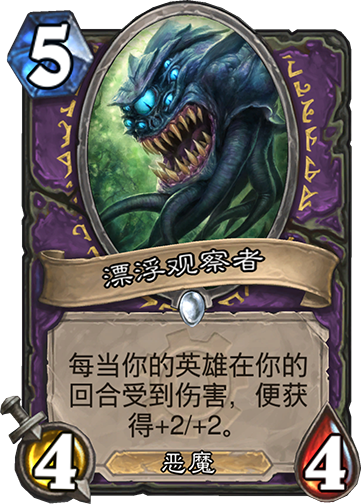 5
漂浮观察者
每当你的英雄在你的
回合受到伤害，便获
得+2/+2。
4
恶魔
4